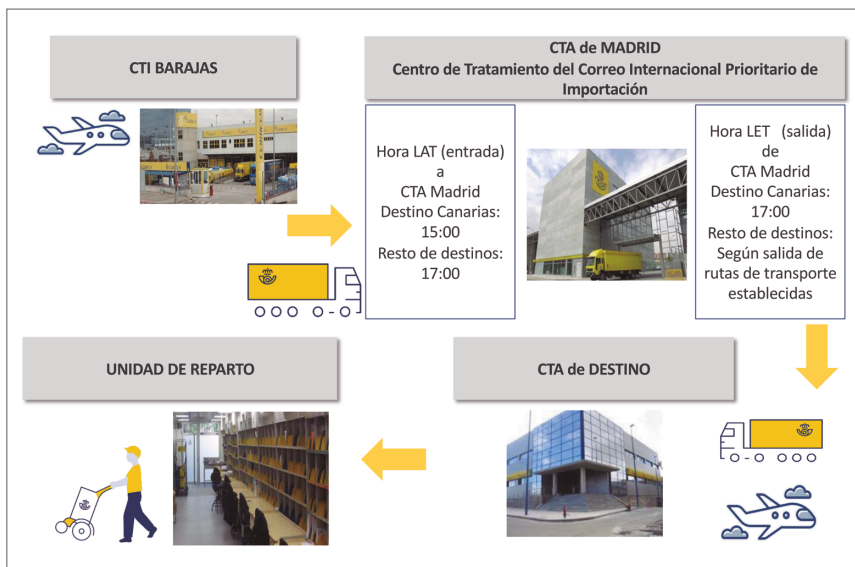 CTI BARAJAS
CTA de MADRID
Centro de Tratamiento del Correo Internacional Prioritario de
Importación
Hora LAT (entrada)
a
CTA Madrid
Destino Canarias:
15:00
Resto de destinos:
17:00
Hora LET (salida)
de
CTA Madrid
Destino Canarias:
17:00
Resto de destinos:
Según salida de
rutas de transporte
establecidas
UNIDAD DE REPARTO
CTA de DESTINO